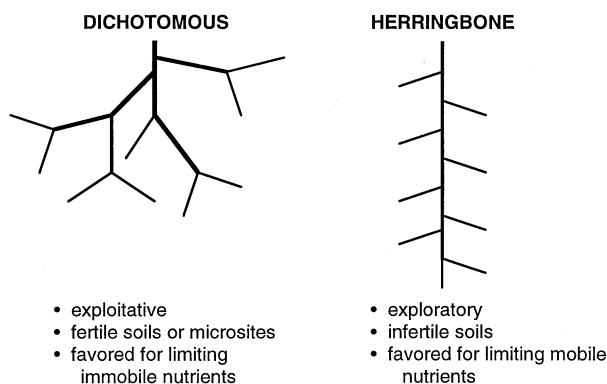 DICHOTOMOUS
HERRINGBONE
• exploitative
• fertile soils or microsites
• favored for limiting
immobile nutrients
• exploratory
• infertile soils
• favored for limiting mobile
nutrients